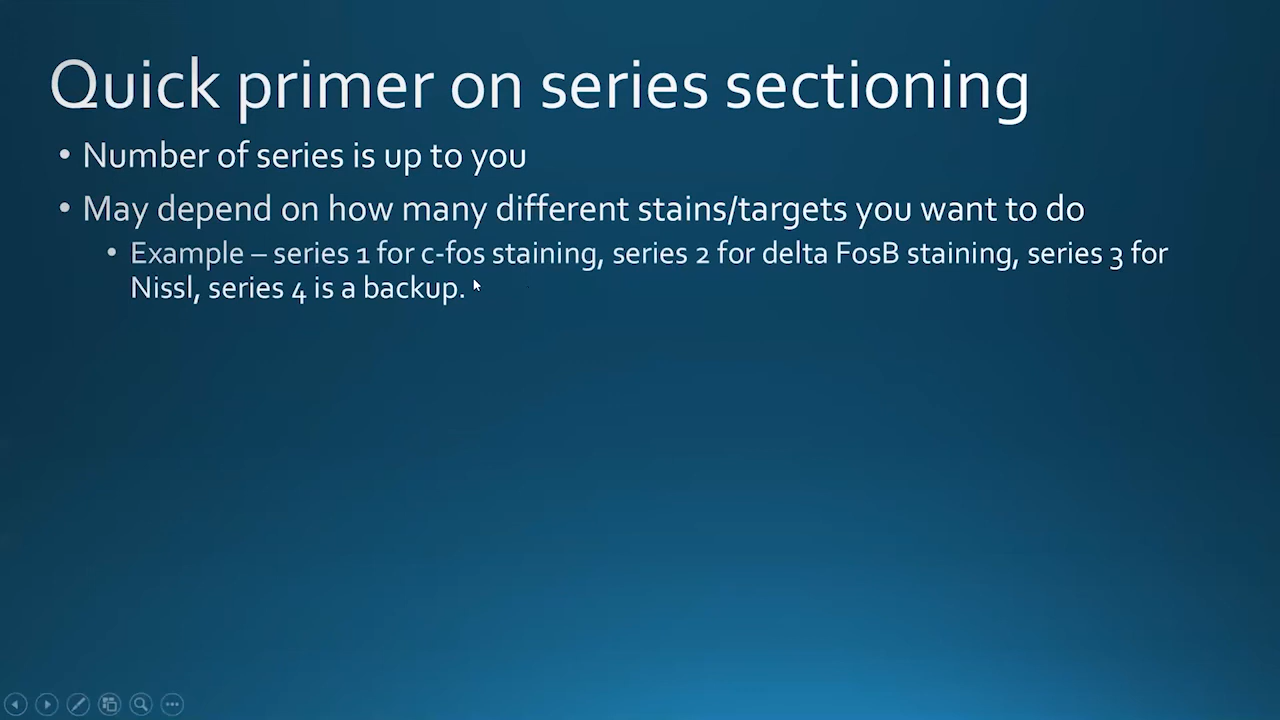 Quick primer on series sectioning
• Number of series is up to you
• May depend on how many different stains/targets you want to do
• Example – series 1 for c-fos staining, series 2 for delta FosB staining, series 3 for
Nissl, series 4 is a backup.